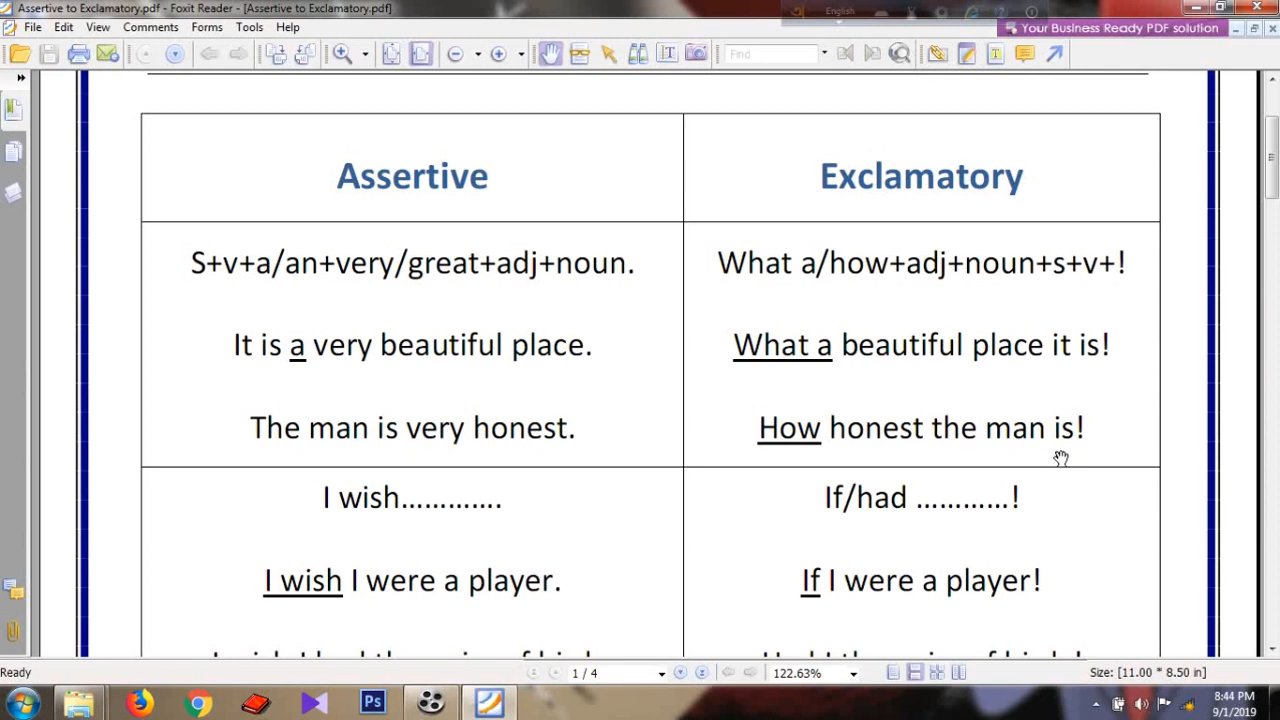 Assertive to Exclamatory.pdf - Foxit Reader - [Assertive to Exclamatory.pdf]
English
File Edit View Comments Forms Tools Help
Your Business Ready PDF solution
Find
Assertive Exclamatory
S+v+a/an+very/great+adj+noun. What a/how+adj+noun+s+v+!
It is a very beautiful place. What a beautiful place it is!
The man is very honest. How honest the man is!
I wish............. If/had ............!
I wish I were a player. If I were a player!
Ready 1 / 4 122.63% Size: [11.00 * 8.50 in]
Ps 8:44 PM
9/1/2019